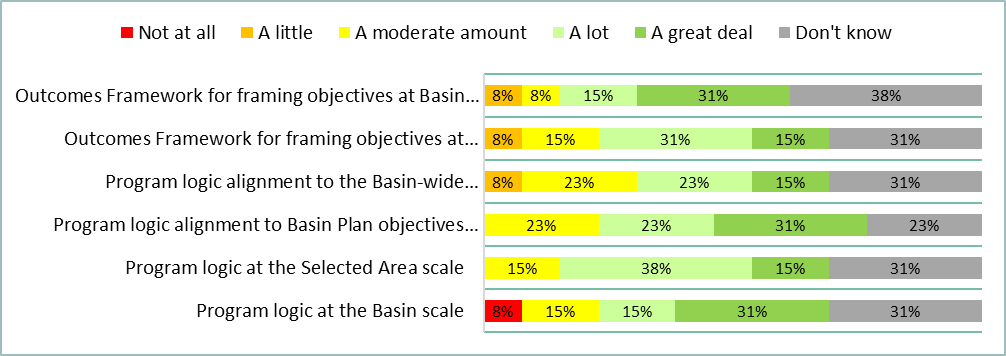 Not at all A little A moderate amount A lot A great deal Don't know
Outcomes Framework for framing objectives at Basin... 8% 8% 15% 31% 38%
Outcomes Framework for framing objectives at... 8% 15% 31% 15% 31%
Program logic alignment to the Basin-wide... 8% 23% 23% 15% 31%
Program logic alignment to Basin Plan objectives... 23% 23% 31% 23%
Program logic at the Selected Area scale 15% 38% 15% 31%
Program logic at the Basin scale 8% 15% 15% 31% 31%